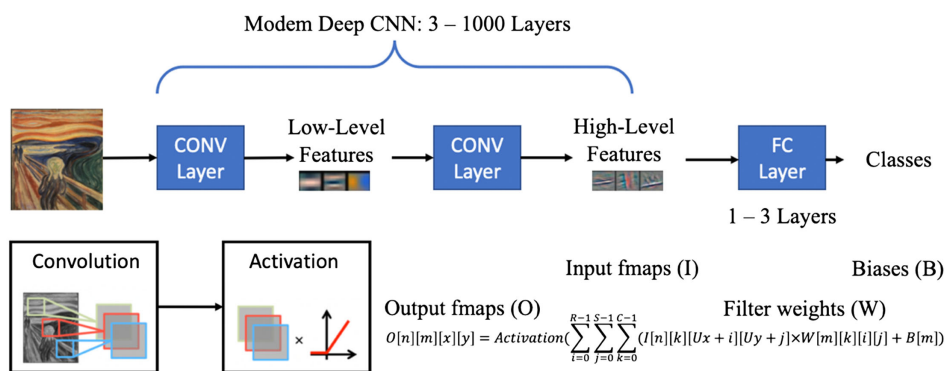 Modem Deep CNN: 3 – 1000 Layers
CONV
Layer
Low-Level
Features
CONV
Layer
High-Level
Features
FC
Layer
Classes
1 – 3 Layers
Convolution
Activation
×
Input fmaps (I)
Biases (B)
Output fmaps (O)
Filter weights (W)
O[n][m][x][y] = Activation(∑_{i=0}^{R-1} ∑_{j=0}^{S-1} ∑_{k=0}^{C-1} (I[n][k][Ux + i][Uy + j]×W[m][k][i][j] + B[m])